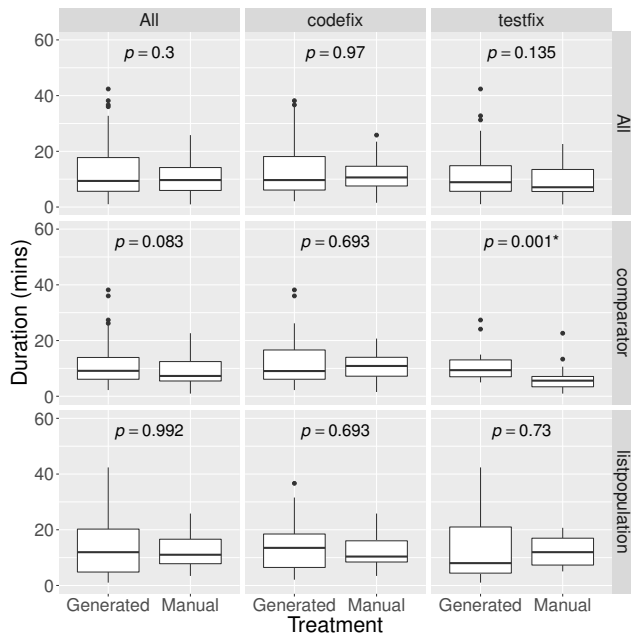 All codefix testfix
60 p = 0.3 p = 0.97 p = 0.135
40
20
0
All
60 p = 0.083 p = 0.693 p = 0.001*
40
20
0
comparator
60 p = 0.992 p = 0.693 p = 0.73
40
20
0
listpopulation
Duration (mins)
Generated Manual Generated Manual Generated Manual
Treatment